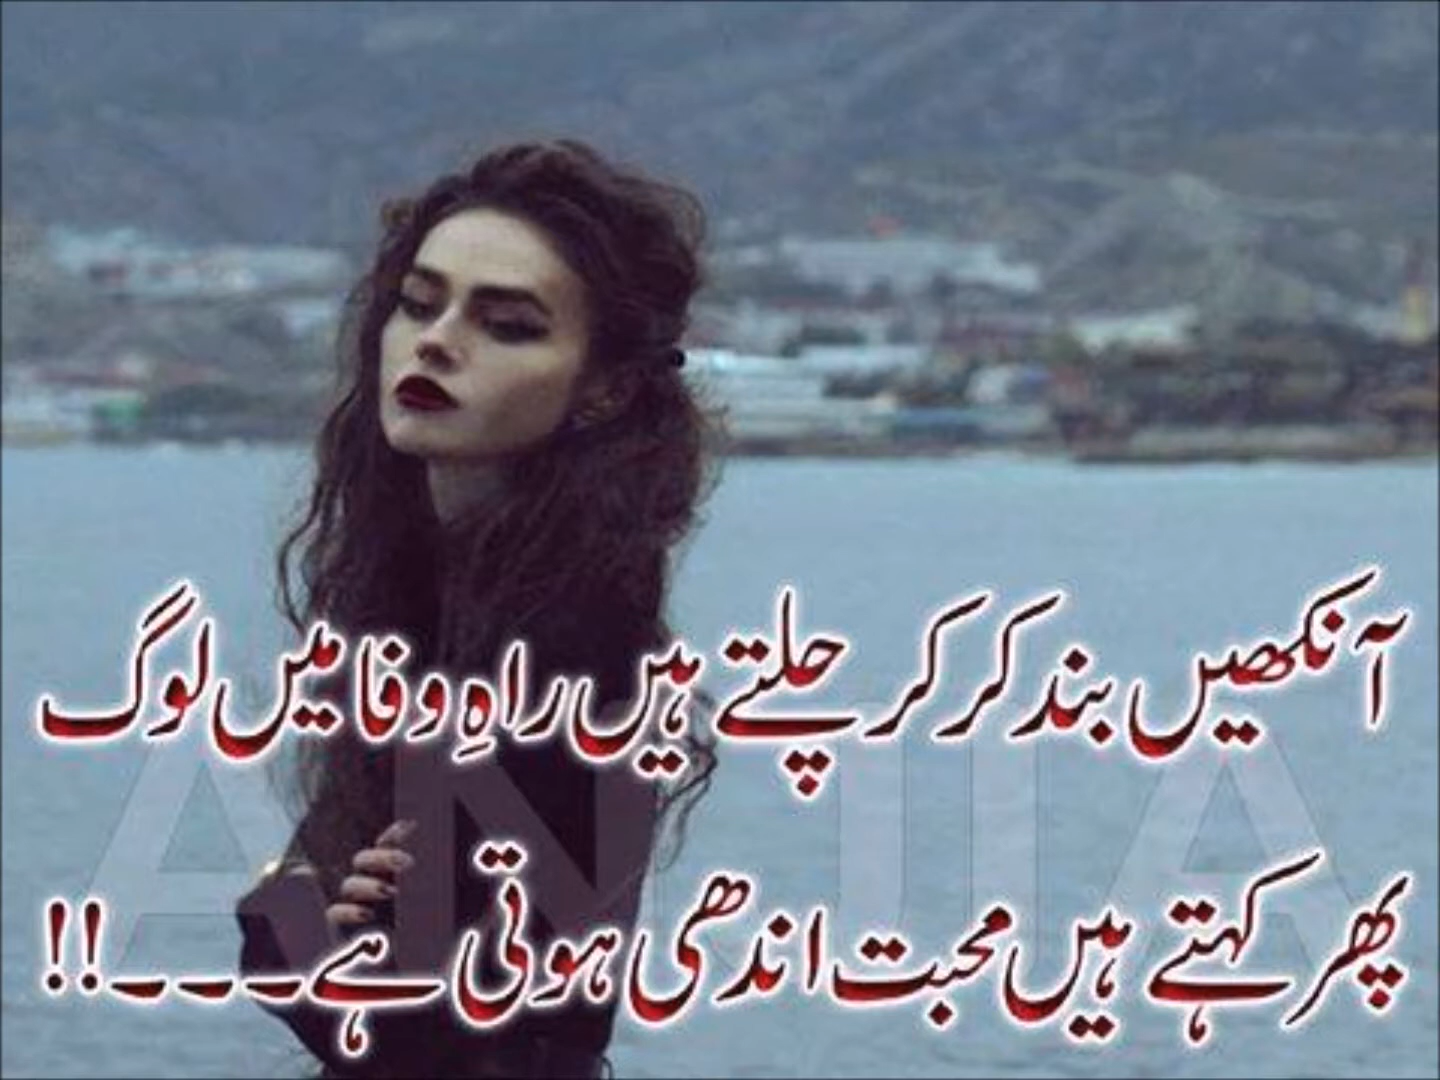 آنکھیں بند کر کر چلتے ہیں راہِ وفا میں لوگ
پھر کہتے ہیں محبت اندھی ہوتی ہے۔۔۔۔!!